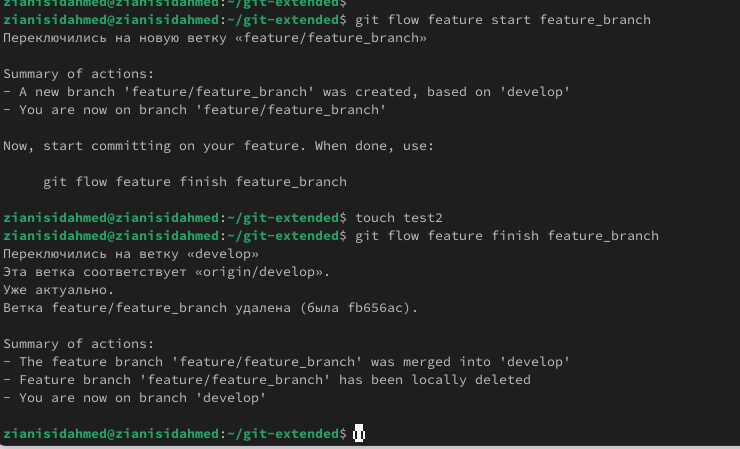 zianisidahmed@zianisidahmed:~/git-extended$
zianisidahmed@zianisidahmed:~/git-extended$ git flow feature start feature_branch
Переключились на новую ветку «feature/feature_branch»
Summary of actions:
- A new branch 'feature/feature_branch' was created, based on 'develop'
- You are now on branch 'feature/feature_branch'
Now, start committing on your feature. When done, use:
git flow feature finish feature_branch
zianisidahmed@zianisidahmed:~/git-extended$ touch test2
zianisidahmed@zianisidahmed:~/git-extended$ git flow feature finish feature_branch
Переключились на ветку «develop»
Эта ветка соответствует «origin/develop».
Уже актуально.
Ветка feature/feature_branch удалена (была fb656ac).
Summary of actions:
- The feature branch 'feature/feature_branch' was merged into 'develop'
- Feature branch 'feature/feature_branch' has been locally deleted
- You are now on branch 'develop'
zianisidahmed@zianisidahmed:~/git-extended$